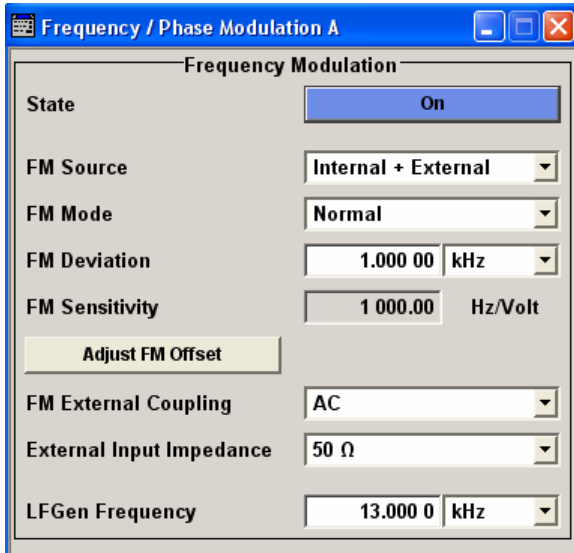 Frequency / Phase Modulation A
Frequency Modulation
State On
FM Source Internal + External
FM Mode Normal
FM Deviation 1.000 00 kHz
FM Sensitivity 1 000.00 Hz/Volt
Adjust FM Offset
FM External Coupling AC
External Input Impedance 50 Ω
LFGen Frequency 13.000 0 kHz